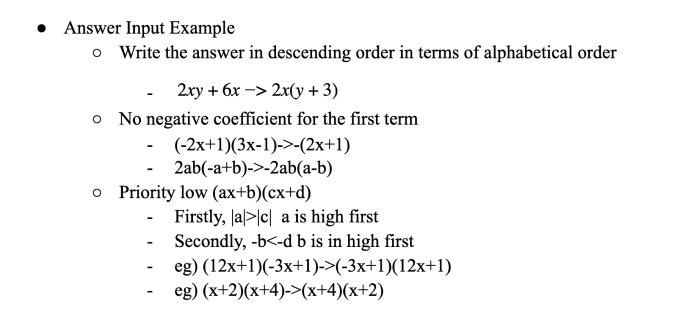 ● Answer Input Example
○ Write the answer in descending order in terms of alphabetical order
- 2xy + 6x −> 2x(y + 3)
○ No negative coefficient for the first term
- (-2x+1)(3x-1)->-(2x+1)
- 2ab(-a+b)->-2ab(a-b)
○ Priority low (ax+b)(cx+d)
- Firstly, |a|>|c| a is high first
- Secondly, -b<-d b is in high first
- eg) (12x+1)(-3x+1)->(-3x+1)(12x+1)
- eg) (x+2)(x+4)->(x+4)(x+2)